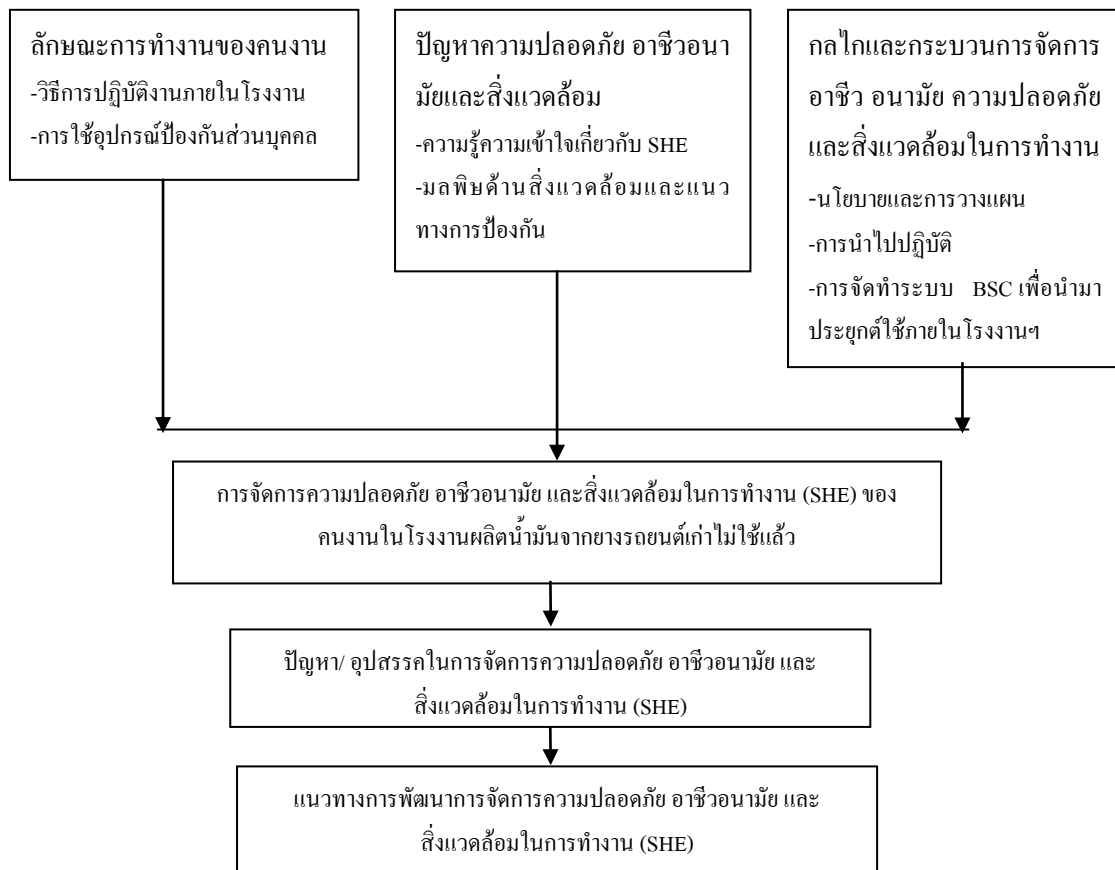 ลักษณะการทำงานของคนงาน
-วิธีการปฏิบัติงานภายในโรงงาน
-การใช้อุปกรณ์ป้องกันส่วนบุคคล
ปัญหาความปลอดภัย อาชีวอนา
มัยและสิ่งแวดล้อม
-ความรู้ความเข้าใจเกี่ยวกับ SHE
-มลพิษด้านสิ่งแวดล้อมและแนว
ทางการป้องกัน
กลไกและกระบวนการจัดการ
อาชีว อนามัย ความปลอดภัย
และสิ่งแวดล้อมในการทำงาน
-นโยบายและการวางแผน
-การนำไปปฏิบัติ
-การจัดทำระบบ BSC เพื่อนำมา
ประยุกต์ใช้ภายในโรงงานฯ
การจัดการความปลอดภัย อาชีวอนามัย และสิ่งแวดล้อมในการทำงาน (SHE) ของ
คนงานในโรงงานผลิตน้ำมันจากยางรถยนต์เก่าไม่ใช้แล้ว
ปัญหา/ อุปสรรคในการจัดการความปลอดภัย อาชีวอนามัย และ
สิ่งแวดล้อมในการทำงาน (SHE)
แนวทางการพัฒนาการจัดการความปลอดภัย อาชีวอนามัย และ
สิ่งแวดล้อมในการทำงาน (SHE)